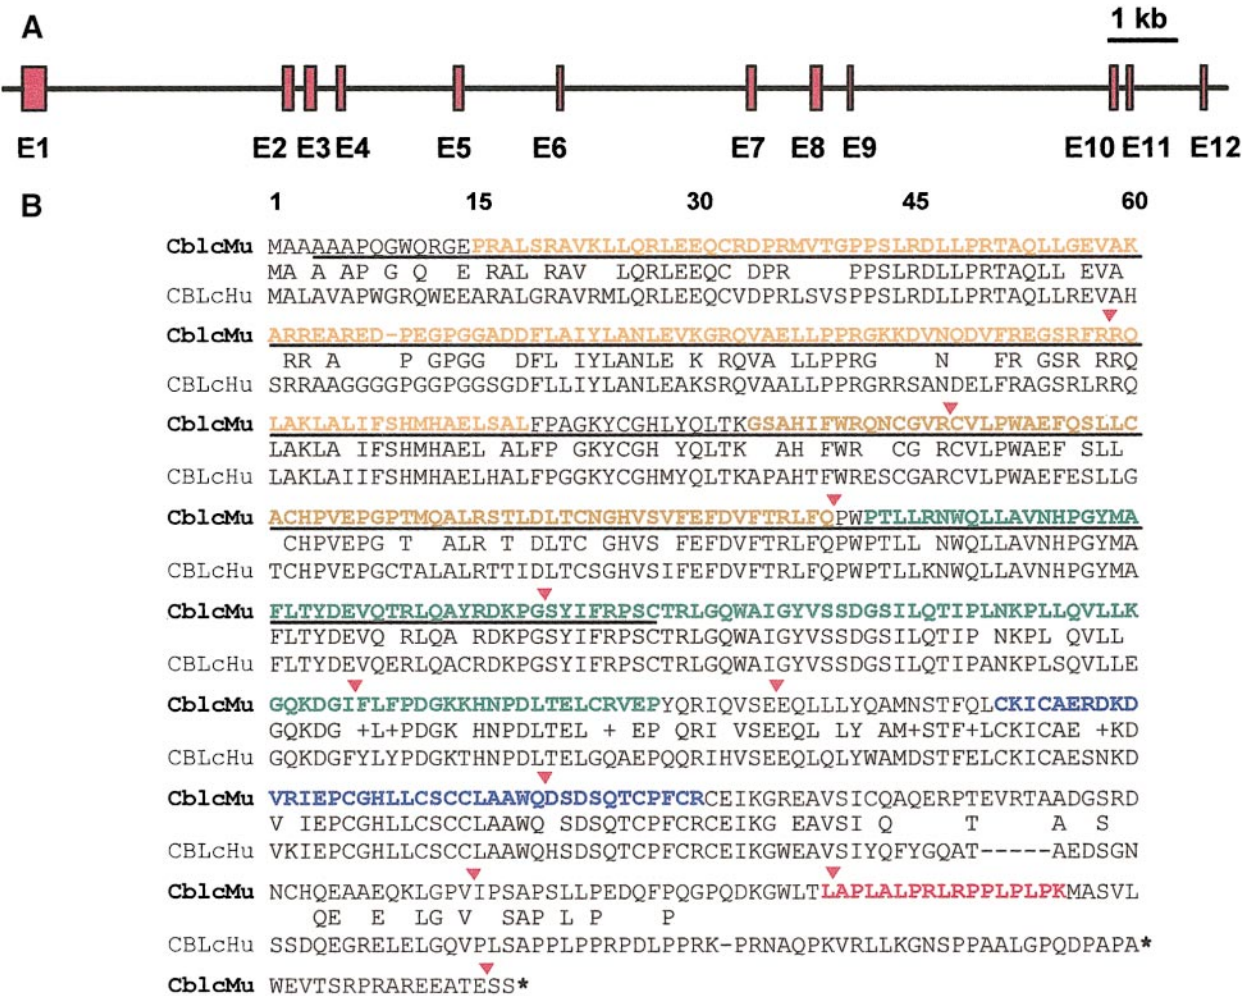 A
1 kb
E1 E2 E3 E4 E5 E6 E7 E8 E9 E10 E11 E12
B
1 15 30 45 60
CblcMu MAAAAAPQGWQRGEPRALSRAVKLLQRLEEQCRDPRMVTGPPSLRDLLPRTAQLLGEVAK
MA A AP G Q E RAL RAV LQRLEEQC DPR PPSLRDLLPRTAQLL EVA
CBLcHu MALAVAPWGRQWEEARALGRAVRMLQRLEEQCVDPRLSVSPPSLRDLLPRTAQLLREVAH
CblcMu ARREARED-PEGPGGADDFLAIYLANLEVKGRQVAELLPPRGKKDVNQDVFREGSRFRRQ
RR A P GPGG DFL IYLANLE K RQVA LLPPRG N FR GSR RRQ
CBLcHu SRRAAGGGGPGGPGGSGDFLLIYLANLEAKSRQVAALLPPRGRRSANDELFRAGSRLRRQ
CblcMu LAKLALIFSHMHAELSALFPAGKYCGHLYQLTKGSAHIFWRQNCGVRCVLPWAEFQSLLC
LAKLA IFSHMHAEL ALFP GKYCGH YQLTK AH FWR CG RCVLPWAEF SLL
CBLcHu LAKLAIIFSHMHAELHALFPGGKYCGHMYQLTKAPAHTFWRESCGARCVLPWAEFESLLG
CblcMu ACHPVEPGPTMQALRSTLDLTCNGHVSVFEFDVFTRLFQPWPTLLRNWQLLAVNHPGYMA
CHPVEPG T ALR T DLTC GHVS FEFDVFTRLFQPWPTLL NWQLLAVNHPGYMA
CBLcHu TCHPVEPGCTALALRTTIDLTCSGHVSIFEFDVFTRLFQPWPTLLKNWQLLAVNHPGYMA
CblcMu FLTYDEVQTRLQAYRDKPGSYIFRPSCTRLGQWAIGYVSSDGSILQTIPLNKPLLQVLLK
FLTYDEVQ RLQA RDKPGSYIFRPSCTRLGQWAIGYVSSDGSILQTIP NKPL QVLL
CBLcHu FLTYDEVQERLQACRDKPGSYIFRPSCTRLGQWAIGYVSSDGSILQTIPANKPLSQVLLE
CblcMu GQKDGIFLFPDGKKHNPDLTELCRVEPYQRIQVSEEQLLLYQAMNSTFQLCKICAERDKD
GQKDG +L+PDGK HNPDLTEL + EP QRI VSEEQL LY AM+STF+LCKICAE +KD
CBLcHu GQKDGFYLYPDGKTHNPDLTELGQAEPQQRIHVSEEQLQLYWAMDSTFELCKICAESNKD
CblcMu VRIEPCGHLLCSCCLAAWQDSDSQTCPFCRCEIKGREAVSICQAQERPTEVRTAADGSRD
V IEPCGHLLCSCCLAAWQ SDSQTCPFCRCEIKG EAVSI Q T A S
CBLcHu VKIEPCGHLLCSCCLAAWQHSDSQTCPFCRCEIKGWEAVSIYQFYGQAT-----AEDSGN
CblcMu NCHQEAAEQKLGPVIPSAPSLLPEDQFPQGPQDKGWLTLAPLALPRLRPPLPLPKMASVL
QE E LG V SAP L P P
CBLcHu SSDQEGRELELGQVPLSAPPLPPRPDLPPRK-PRNAQPKVRLLKGNSPPAALGPQDPAPA*
CblcMu WEVTSRPRAREEATESS*